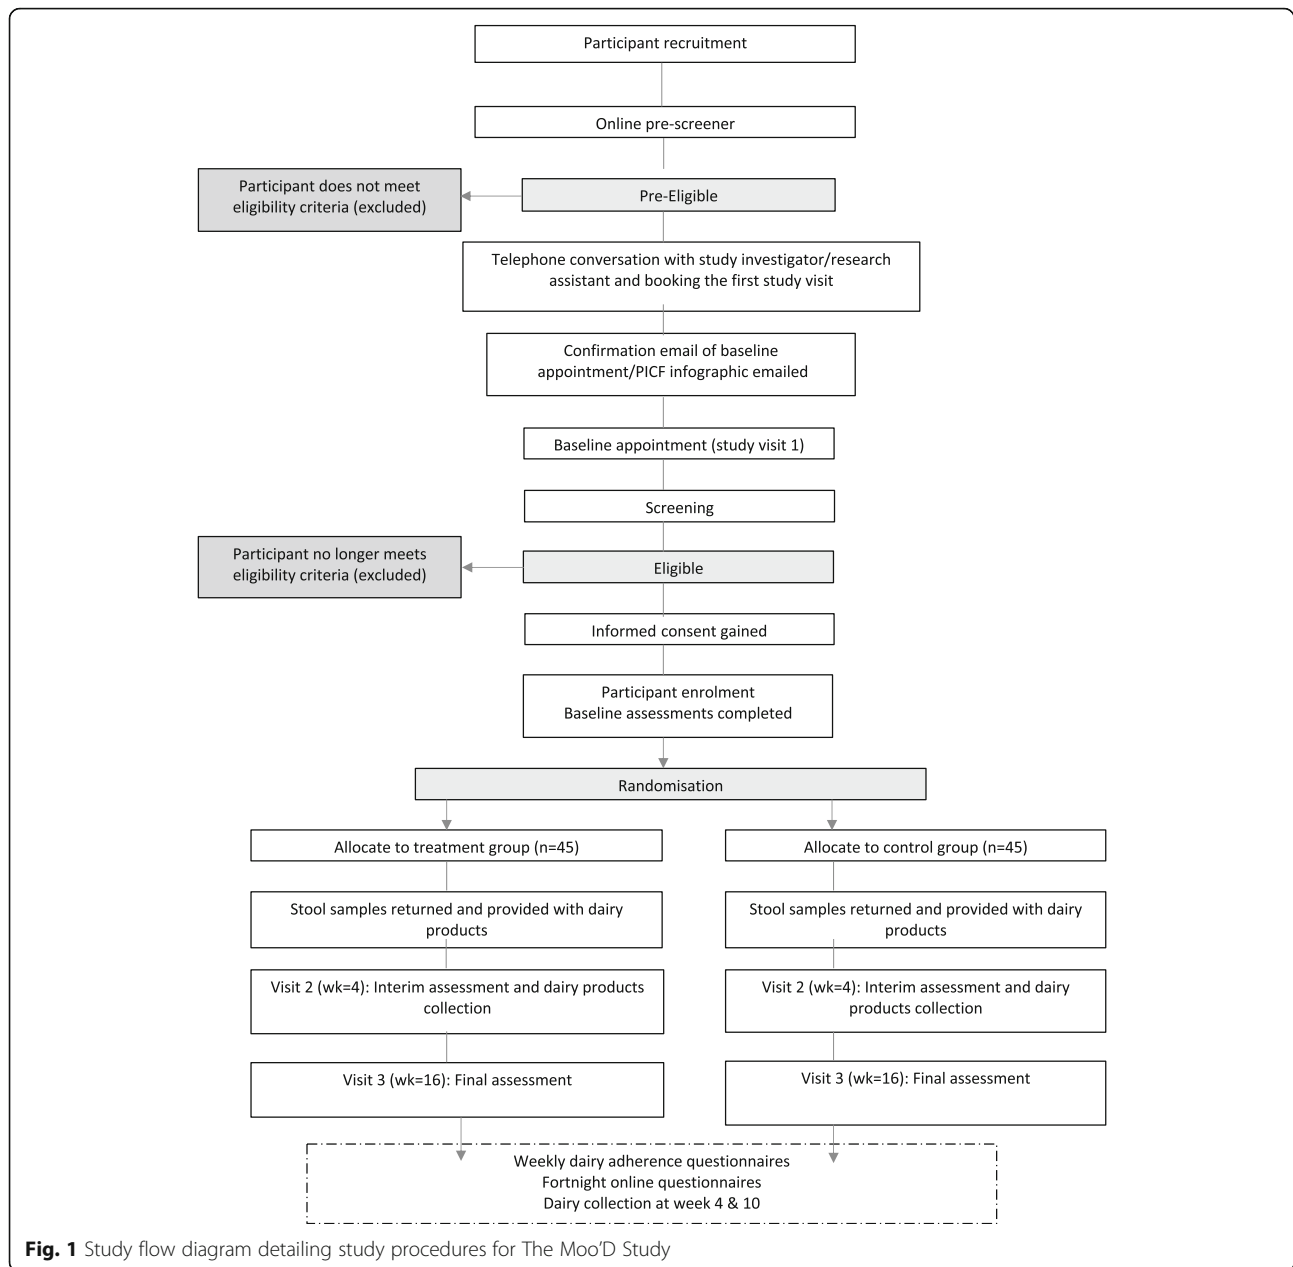 Participant recruitment
Online pre-screener
Participant does not meet
eligibility criteria (excluded)
Pre-Eligible
Telephone conversation with study investigator/research
assistant and booking the first study visit
Confirmation email of baseline
appointment/PICF infographic emailed
Baseline appointment (study visit 1)
Screening
Participant no longer meets
eligibility criteria (excluded)
Eligible
Informed consent gained
Participant enrolment
Baseline assessments completed
Randomisation
Allocate to treatment group (n=45)
Allocate to control group (n=45)
Stool samples returned and provided with dairy
products
Stool samples returned and provided with dairy
products
Visit 2 (wk=4): Interim assessment and dairy products
collection
Visit 2 (wk=4): Interim assessment and dairy
products collection
Visit 3 (wk=16): Final assessment
Visit 3 (wk=16): Final assessment
Weekly dairy adherence questionnaires
Fortnight online questionnaires
Dairy collection at week 4 & 10
Fig. 1 Study flow diagram detailing study procedures for The Moo’D Study